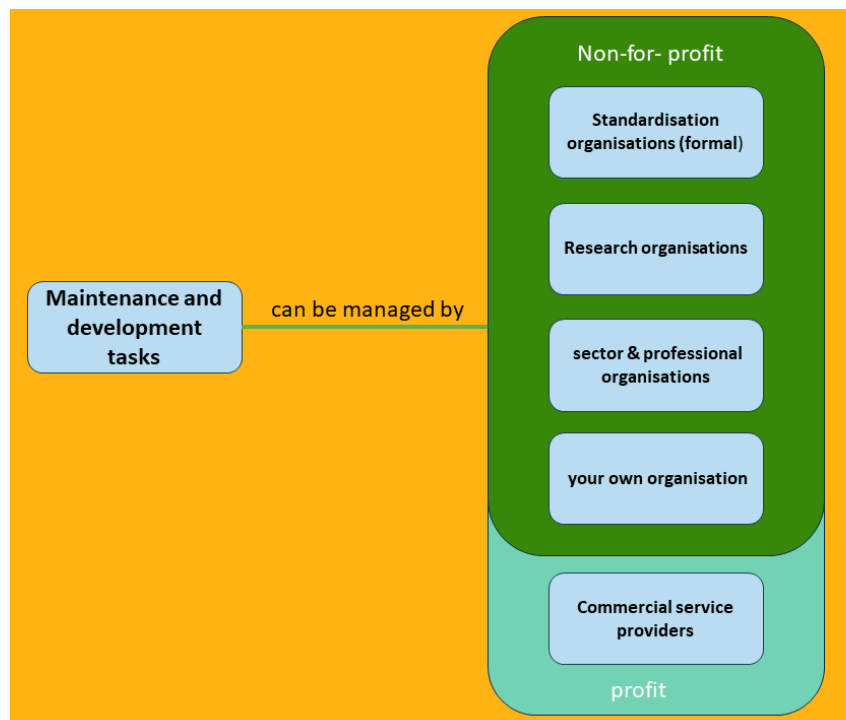 Non-for- profit
Standardisation
organisations (formal)
Research organisations
Maintenance and
development
tasks
can be managed by
sector & professional
organisations
your own organisation
Commercial service
providers
profit